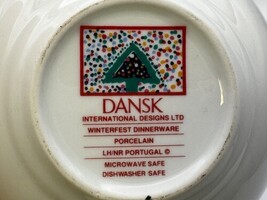 DANSK
INTERNATIONAL DESIGNS LTD
WINTERFEST DINNERWARE
PORCELAIN
LH/NR PORTUGAL ©
MICROWAVE SAFE
DISHWASHER SAFE